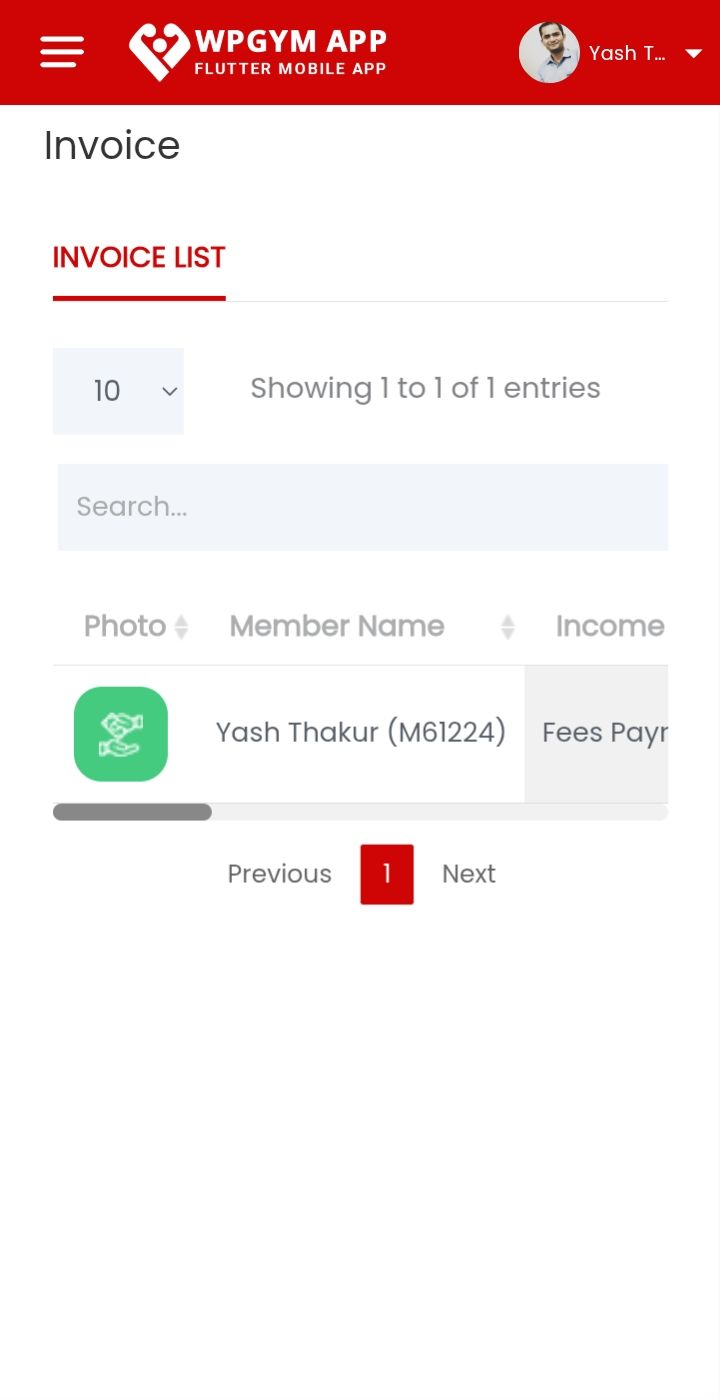 WPGYM APP
FLUTTER MOBILE APP
Yash T...
Invoice
INVOICE LIST
10
Showing 1 to 1 of 1 entries
Search...
Photo Member Name Income
Yash Thakur (M61224) Fees Payr
Previous 1 Next